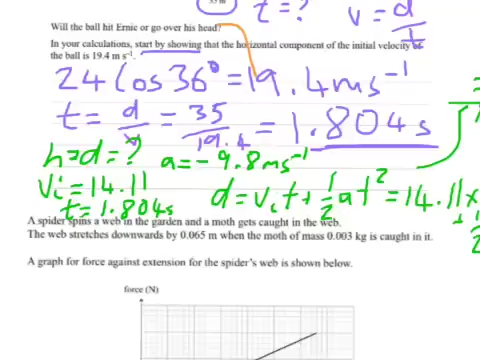 t = ? v = d/t
Will the ball hit Ernie or go over his head?
In your calculations, start by showing that the horizontal component of the initial velocity of
the ball is 19.4 m s⁻¹
24 Cos 36° = 19.4 ms⁻¹
t = d/v = 35/19.4 = 1.804 s
h = d = ? a = -9.8 ms⁻¹
Vi = 14.11 d = Vit + ½ at² = 14.11 x
t = 1.804s + ½
A spider spins a web in the garden and a moth gets caught in the web.
The web stretches downwards by 0.065 m when the moth of mass 0.003 kg is caught in it.
A graph for force against extension for the spider's web is shown below.
force (N)